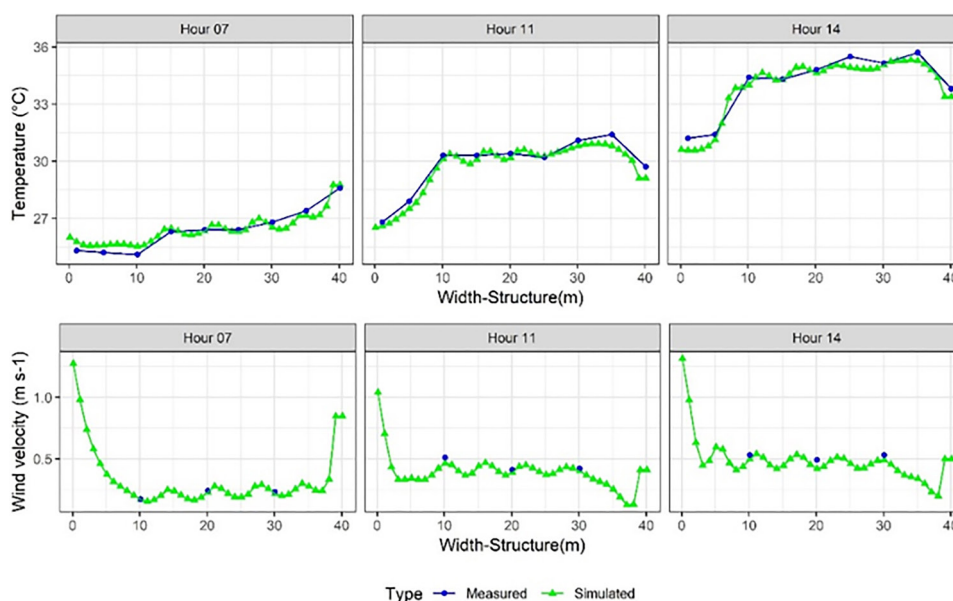 Hour 07 Hour 11 Hour 14
36
33
30
27
Temperature (°C)
0 10 20 30 40 0 10 20 30 40 0 10 20 30 40
Width-Structure(m)
Hour 07 Hour 11 Hour 14
1.0
0.5
Wind velocity (m s-1)
0 10 20 30 40 0 10 20 30 40 0 10 20 30 40
Width-Structure(m)
Type Measured Simulated